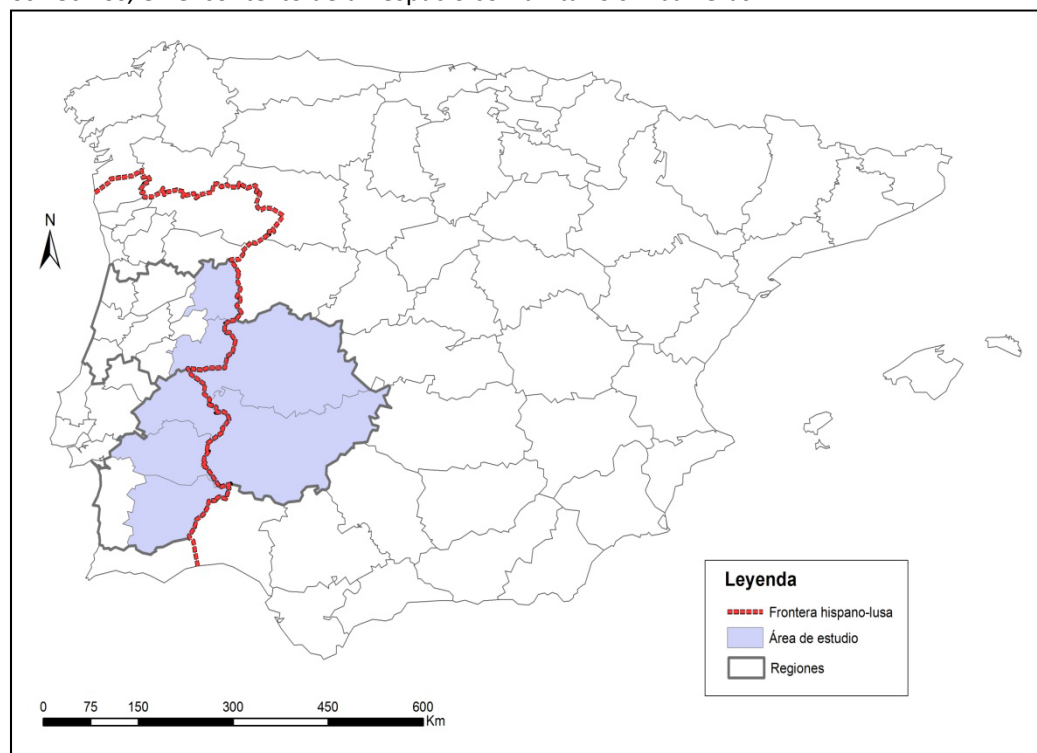 N
Leyenda
Frontera hispano-lusa
Área de estudio
Regiones
0 75 150 300 450 600
Km